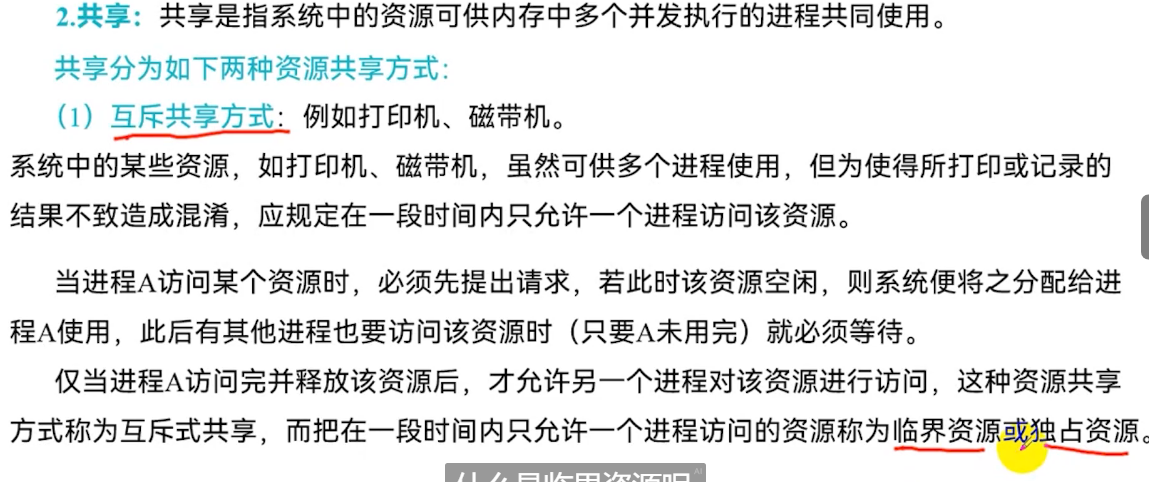 2.共享：共享是指系统中的资源可供内存中多个并发执行的进程共同使用。
共享分为如下两种资源共享方式：
（1）互斥共享方式：例如打印机、磁带机。
系统中的某些资源，如打印机、磁带机，虽然可供多个进程使用，但为使得所打印或记录的
结果不致造成混淆，应规定在一段时间内只允许一个进程访问该资源。
当进程A访问某个资源时，必须先提出请求，若此时该资源空闲，则系统便将之分配给进
程A使用，此后有其他进程也要访问该资源时（只要A未用完）就必须等待。
仅当进程A访问完并释放该资源后，才允许另一个进程对该资源进行访问，这种资源共享
方式称为互斥式共享，而把在一段时间内只允许一个进程访问的资源称为临界资源或独占资源。
什么是临界资源呢
AI